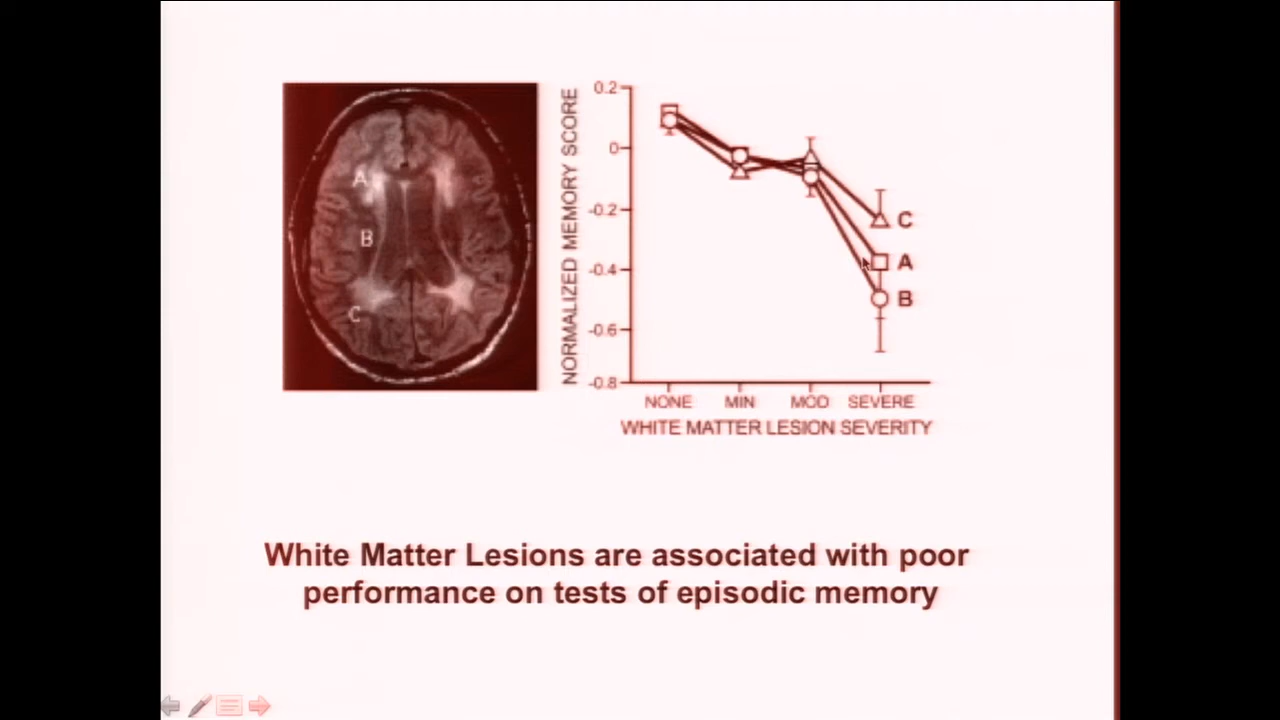 A
B
C
NORMALIZED MEMORY SCORE
0.2
0
-0.2
-0.4
-0.6
-0.8
C
A
B
NONE MIN MOD SEVERE
WHITE MATTER LESION SEVERITY
White Matter Lesions are associated with poor
performance on tests of episodic memory